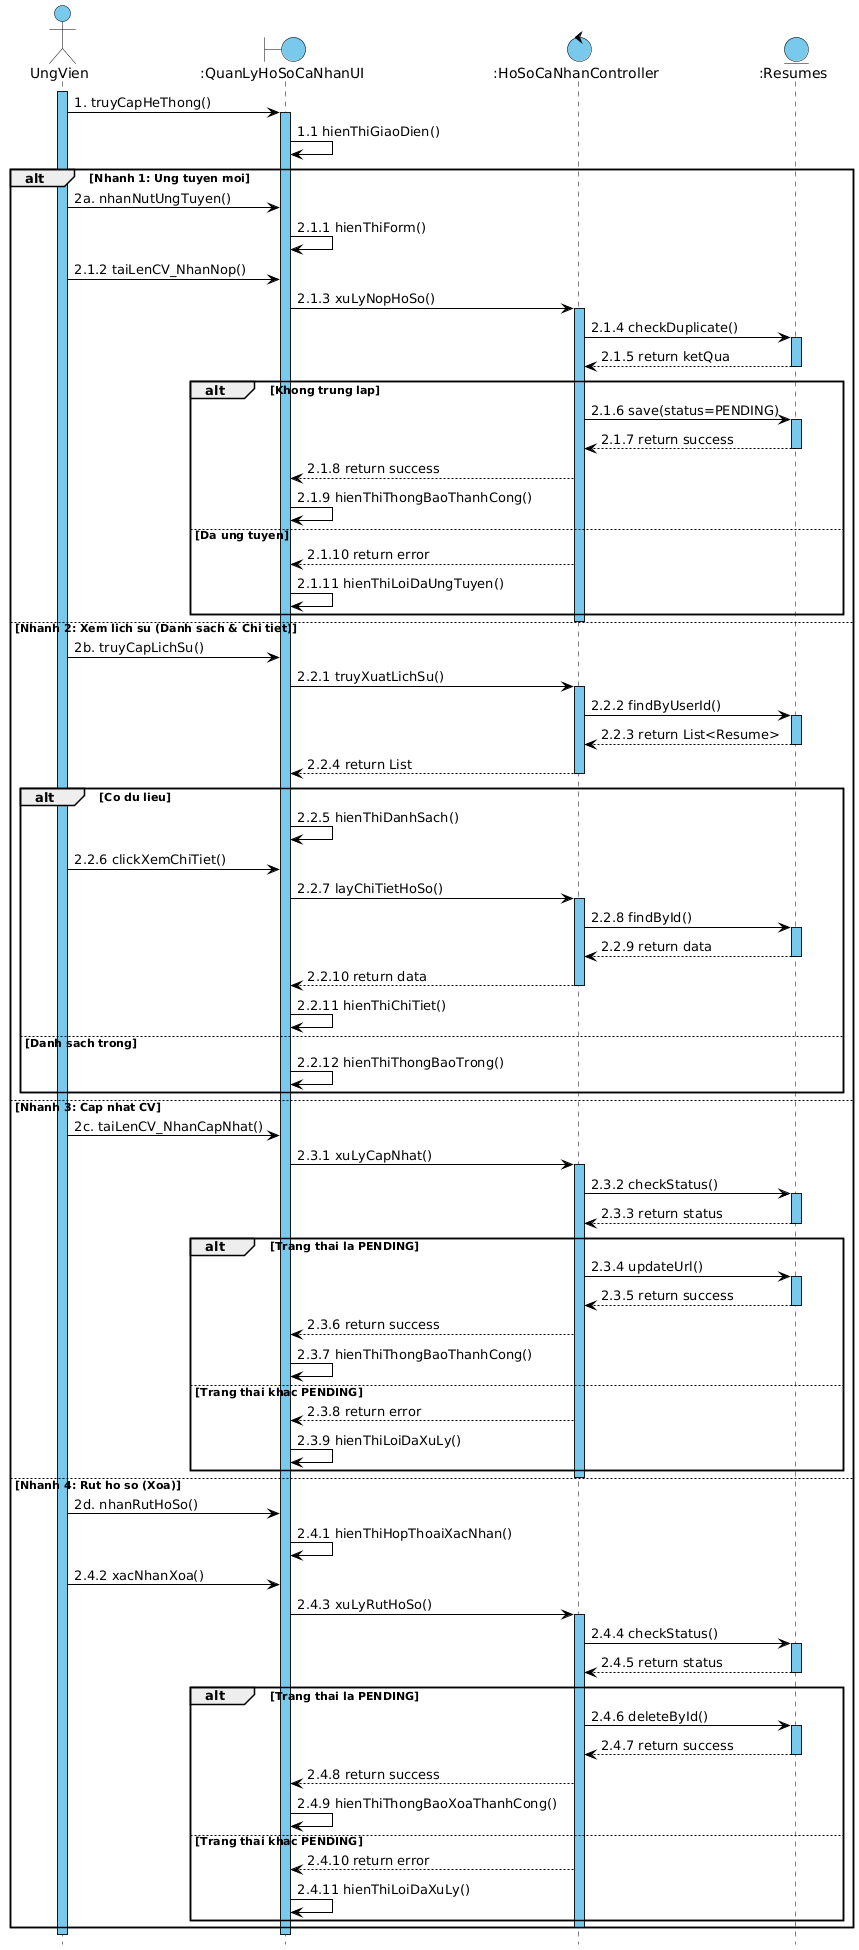 UngVien
:QuanLyHoSoCaNhanUI
:HoSoCaNhanController
:Resumes
1. truyCapHeThong()
1.1 hienThiGiaoDien()
alt [Nhanh 1: Ung tuyen moi]
2a. nhanNutUngTuyen()
2.1.1 hienThiForm()
2.1.2 taiLenCV_NhanNop()
2.1.3 xuLyNopHoSo()
2.1.4 checkDuplicate()
2.1.5 return ketQua
alt [Khong trung lap]
2.1.6 save(status=PENDING)
2.1.7 return success
2.1.8 return success
2.1.9 hienThiThongBaoThanhCong()
[Da ung tuyen]
2.1.10 return error
2.1.11 hienThiLoiDaUngTuyen()
[Nhanh 2: Xem lich su (Danh sach & Chi tiet)]
2b. truyCapLichSu()
2.2.1 truyXuatLichSu()
2.2.2 findByUserId()
2.2.3 return List<Resume>
2.2.4 return List
alt [Co du lieu]
2.2.5 hienThiDanhSach()
2.2.6 clickXemChiTiet()
2.2.7 layChiTietHoSo()
2.2.8 findById()
2.2.9 return data
2.2.10 return data
2.2.11 hienThiChiTiet()
[Danh sach trong]
2.2.12 hienThiThongBaoTrong()
[Nhanh 3: Cap nhat CV]
2c. taiLenCV_NhanCapNhat()
2.3.1 xuLyCapNhat()
2.3.2 checkStatus()
2.3.3 return status
alt [Trang thai la PENDING]
2.3.4 updateUrl()
2.3.5 return success
2.3.6 return success
2.3.7 hienThiThongBaoThanhCong()
[Trang thai khac PENDING]
2.3.8 return error
2.3.9 hienThiLoiDaXuLy()
[Nhanh 4: Rut ho so (Xoa)]
2d. nhanRutHoSo()
2.4.1 hienThiHopThoaiXacNhan()
2.4.2 xacNhanXoa()
2.4.3 xuLyRutHoSo()
2.4.4 checkStatus()
2.4.5 return status
alt [Trang thai la PENDING]
2.4.6 deleteById()
2.4.7 return success
2.4.8 return success
2.4.9 hienThiThongBaoXoaThanhCong()
[Trang thai khac PENDING]
2.4.10 return error
2.4.11 hienThiLoiDaXuLy()